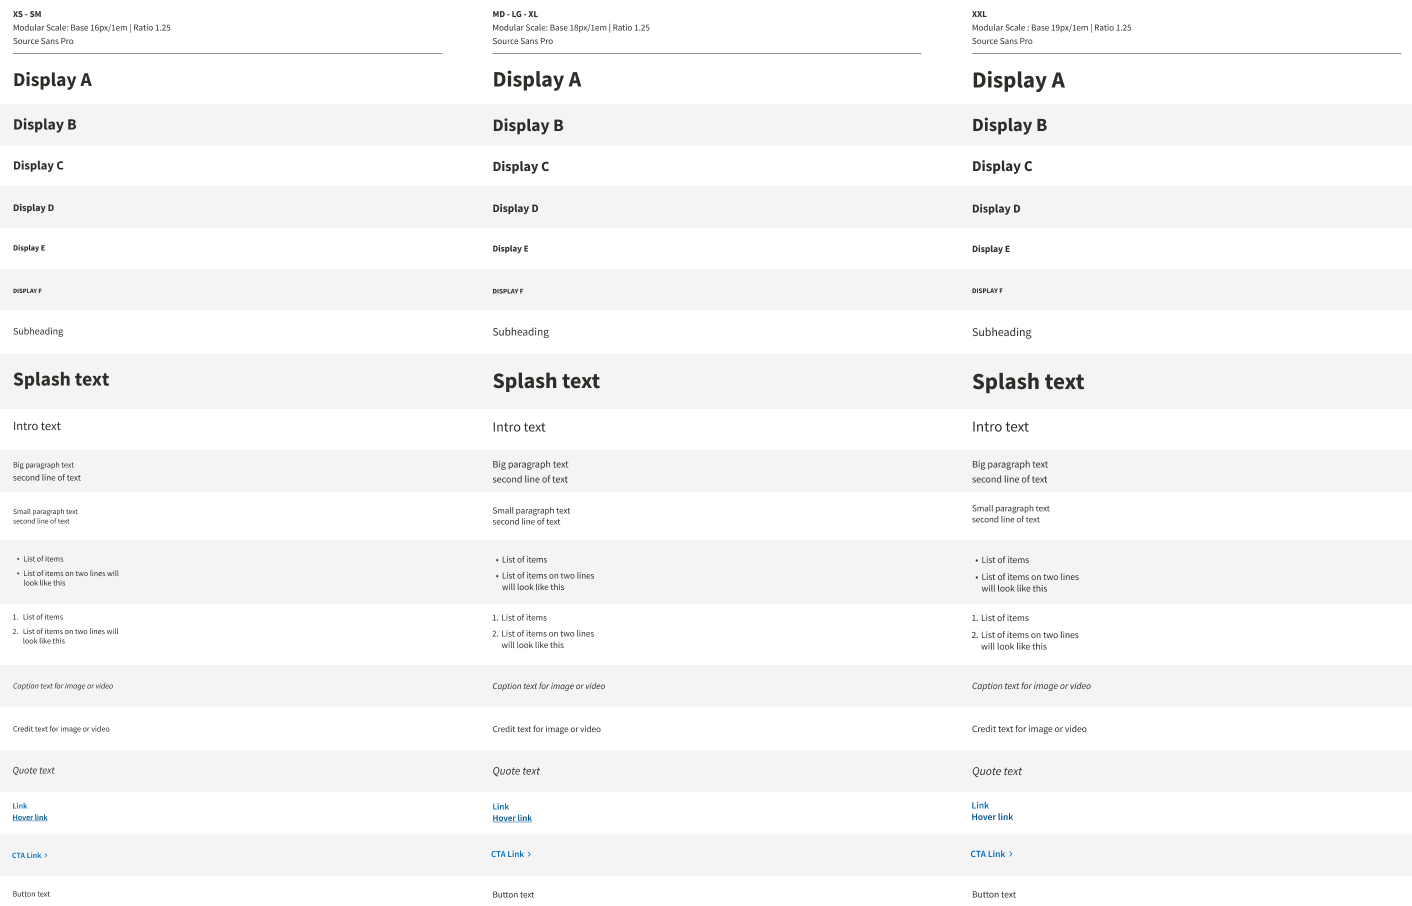 XS - SM
Modular Scale: Base 16px/1em | Ratio 1.25
Source Sans Pro
Display A
Display B
Display C
Display D
Display E
DISPLAY F
Subheading
Splash text
Intro text
Big paragraph text
second line of text
Small paragraph text
second line of text
• List of items
• List of items on two lines will
look like this
1. List of items
2. List of items on two lines will
look like this
Caption text for image or video
Credit text for image or video
Quote text
Link
Hover link
CTA Link >
Button text
MD - LG - XL
Modular Scale: Base 18px/1em | Ratio 1.25
Source Sans Pro
Display A
Display B
Display C
Display D
Display E
DISPLAY F
Subheading
Splash text
Intro text
Big paragraph text
second line of text
Small paragraph text
second line of text
• List of items
• List of items on two lines
will look like this
1. List of items
2. List of items on two lines
will look like this
Caption text for image or video
Credit text for image or video
Quote text
Link
Hover link
CTA Link >
Button text
XXL
Modular Scale : Base 19px/1em | Ratio 1.25
Source Sans Pro
Display A
Display B
Display C
Display D
Display E
DISPLAY F
Subheading
Splash text
Intro text
Big paragraph text
second line of text
Small paragraph text
second line of text
• List of items
• List of items on two lines
will look like this
1. List of items
2. List of items on two lines
will look like this
Caption text for image or video
Credit text for image or video
Quote text
Link
Hover link
CTA Link >
Button text